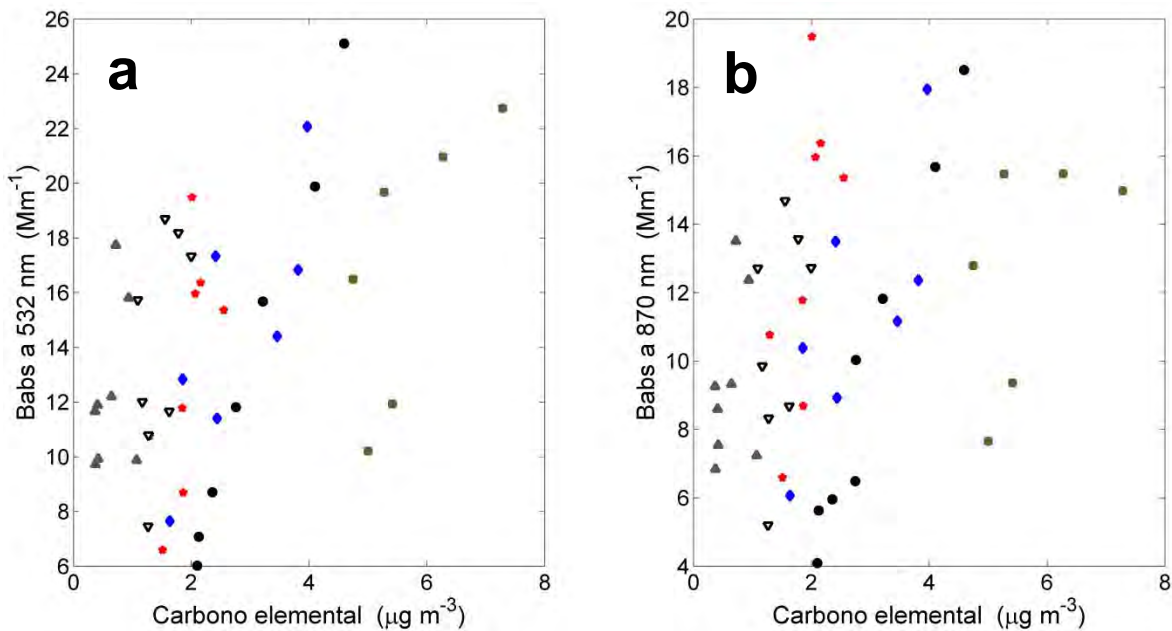 a
26
24
22
20
18
16
14
12
10
8
6
0 2 4 6 8
Babs a 532 nm (Mm⁻¹)
Carbono elemental (μg m⁻³)
b
20
18
16
14
12
10
8
6
4
0 2 4 6 8
Babs a 870 nm (Mm⁻¹)
Carbono elemental (μg m⁻³)